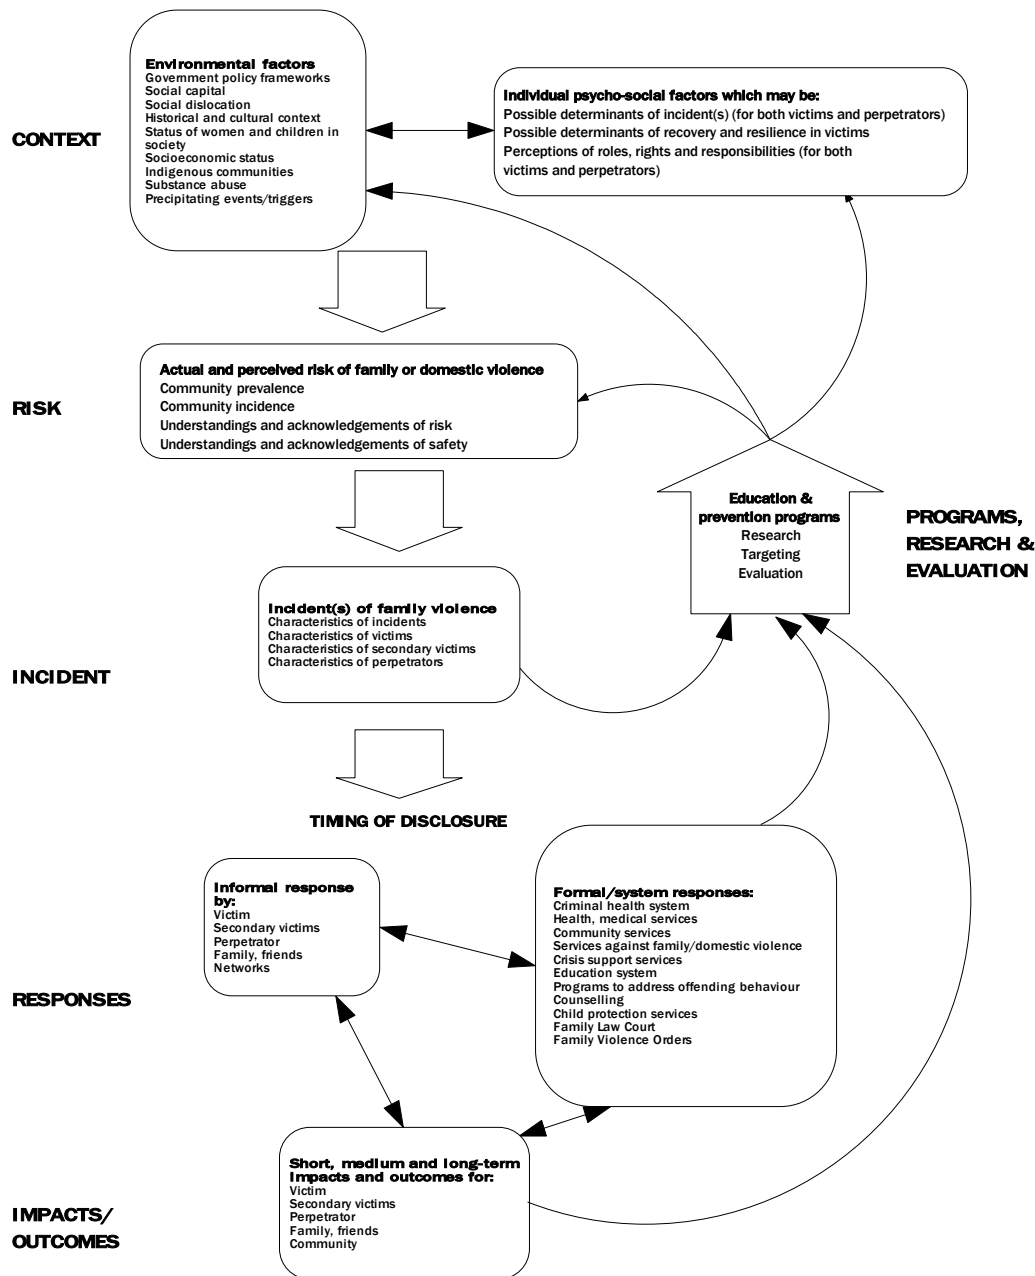 CONTEXT
Environmental factors
Government policy frameworks
Social capital
Social dislocation
Historical and cultural context
Status of women and children in
society
Socioeconomic status
Indigenous communities
Substance abuse
Precipitating events/triggers
Individual psycho-social factors which may be:
Possible determinants of incident(s) (for both victims and perpetrators)
Possible determinants of recovery and resilience in victims
Perceptions of roles, rights and responsibilities (for both
victims and perpetrators)
RISK
Actual and perceived risk of family or domestic violence
Community prevalence
Community incidence
Understandings and acknowledgements of risk
Understandings and acknowledgements of safety
Education &
prevention programs
Research
Targeting
Evaluation
PROGRAMS,
RESEARCH &
EVALUATION
INCIDENT
Incident(s) of family violence
Characteristics of incidents
Characteristics of victims
Characteristics of secondary victims
Characteristics of perpetrators
TIMING OF DISCLOSURE
RESPONSES
Informal response
by:
Victim
Secondary victims
Perpetrator
Family, friends
Networks
Formal/system responses:
Criminal health system
Health, medical services
Community services
Services against family/domestic violence
Crisis support services
Education system
Programs to address offending behaviour
Counselling
Child protection services
Family Law Court
Family Violence Orders
IMPACTS/
OUTCOMES
Short, medium and long-term
impacts and outcomes for:
Victim
Secondary victims
Perpetrator
Family, friends
Community